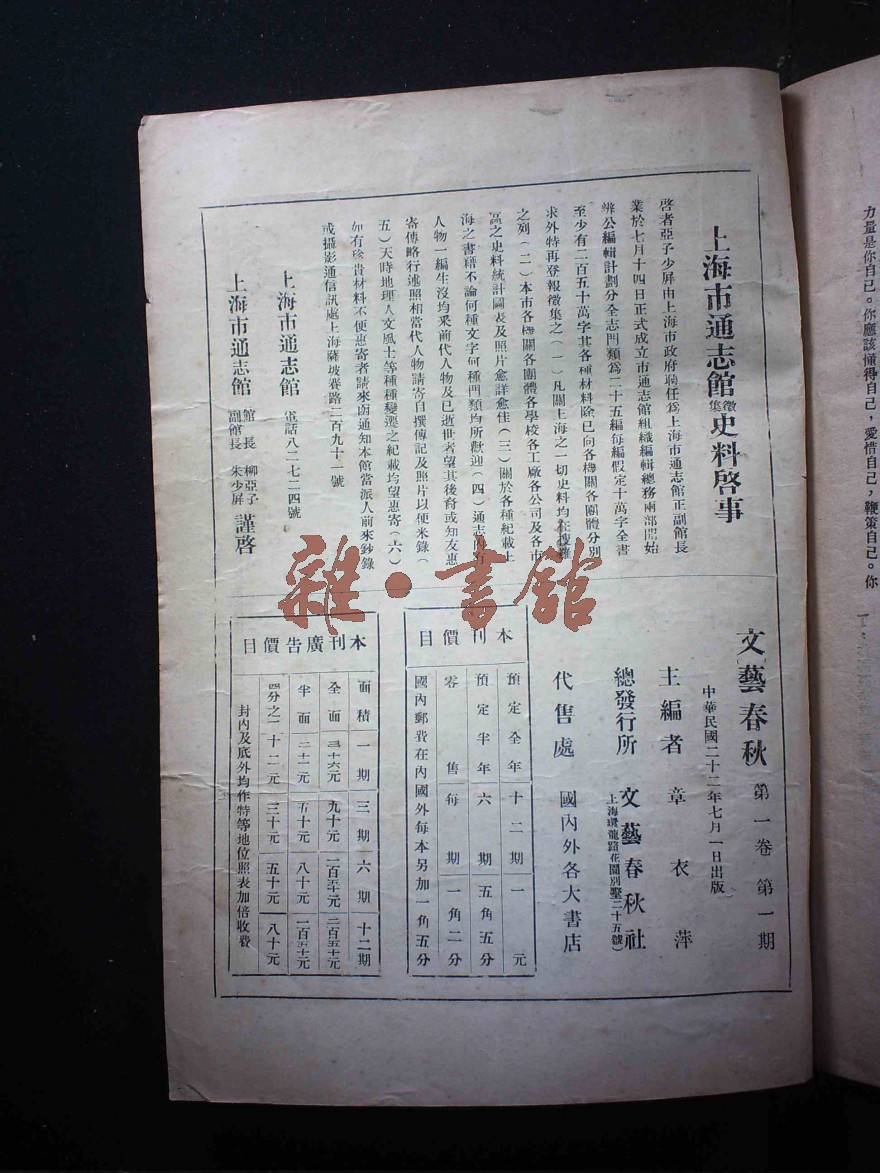 上海市通志館徵集史料啓事
啓者亞子少屏由上海市政府聘任爲上海市通志館正副館長
業於七月十四日正式成立市通志館組織編輯總務兩部開始
辦公編輯計劃分全志門類爲二十五編每編假定十萬字全書
至少有二百五十萬字其各種材料除已向各機關各團體分別
求外特再登報徵集之（一）凡關上海之一切史料均在搜羅
之列（二）本市各機關各團體各學校各工廠各公司及各市
區之史料統計圖表及照片愈詳愈佳（三）關於各種紀載上
海之書籍不論何種文字何種門類均所歡迎（四）通志內有
人物一編生沒均采前代人物及已逝世者望其後裔或知友惠
寄傳略行述照相當代人物請寄自撰傳記及照片以便采錄（
五）天時地理人文風土等種種變遷之紀載均望惠寄（六）
如有珍貴材料不便惠寄者請來函通知本館當派人前來鈔錄
或攝影通信訊處上海薩坡賽路二百九十一號
上海市通志館 電話八二七二四號
上海市通志館 館長 柳亞子 副館長 朱少屏 謹啓
文藝春秋 第一卷 第一期
中華民國二十二年七月一日出版
主編者 章衣萍
總發行所 文藝春秋社
上海環龍路花園別墅二十五號）
代售處 國內外各大書店
本刊價目
預定全年 十二期 一元
預定半年 六期 五角五分
零售 每期 一角二分
國內郵費在內國外每本另加一角五分
本刊廣告價目
面積 一期 三期 六期 十二期
全面 三十六元 九十元 一百五十元 二百五十元
半面 二十二元 五十元 八十元 一百五十元
四分之一 十二元 三十元 五十元 八十元
封內及底外均作特等地位照表加倍收費
雜·書館
力量是你自己。你應該懂得自己，愛惜自己，鞭策自己。你